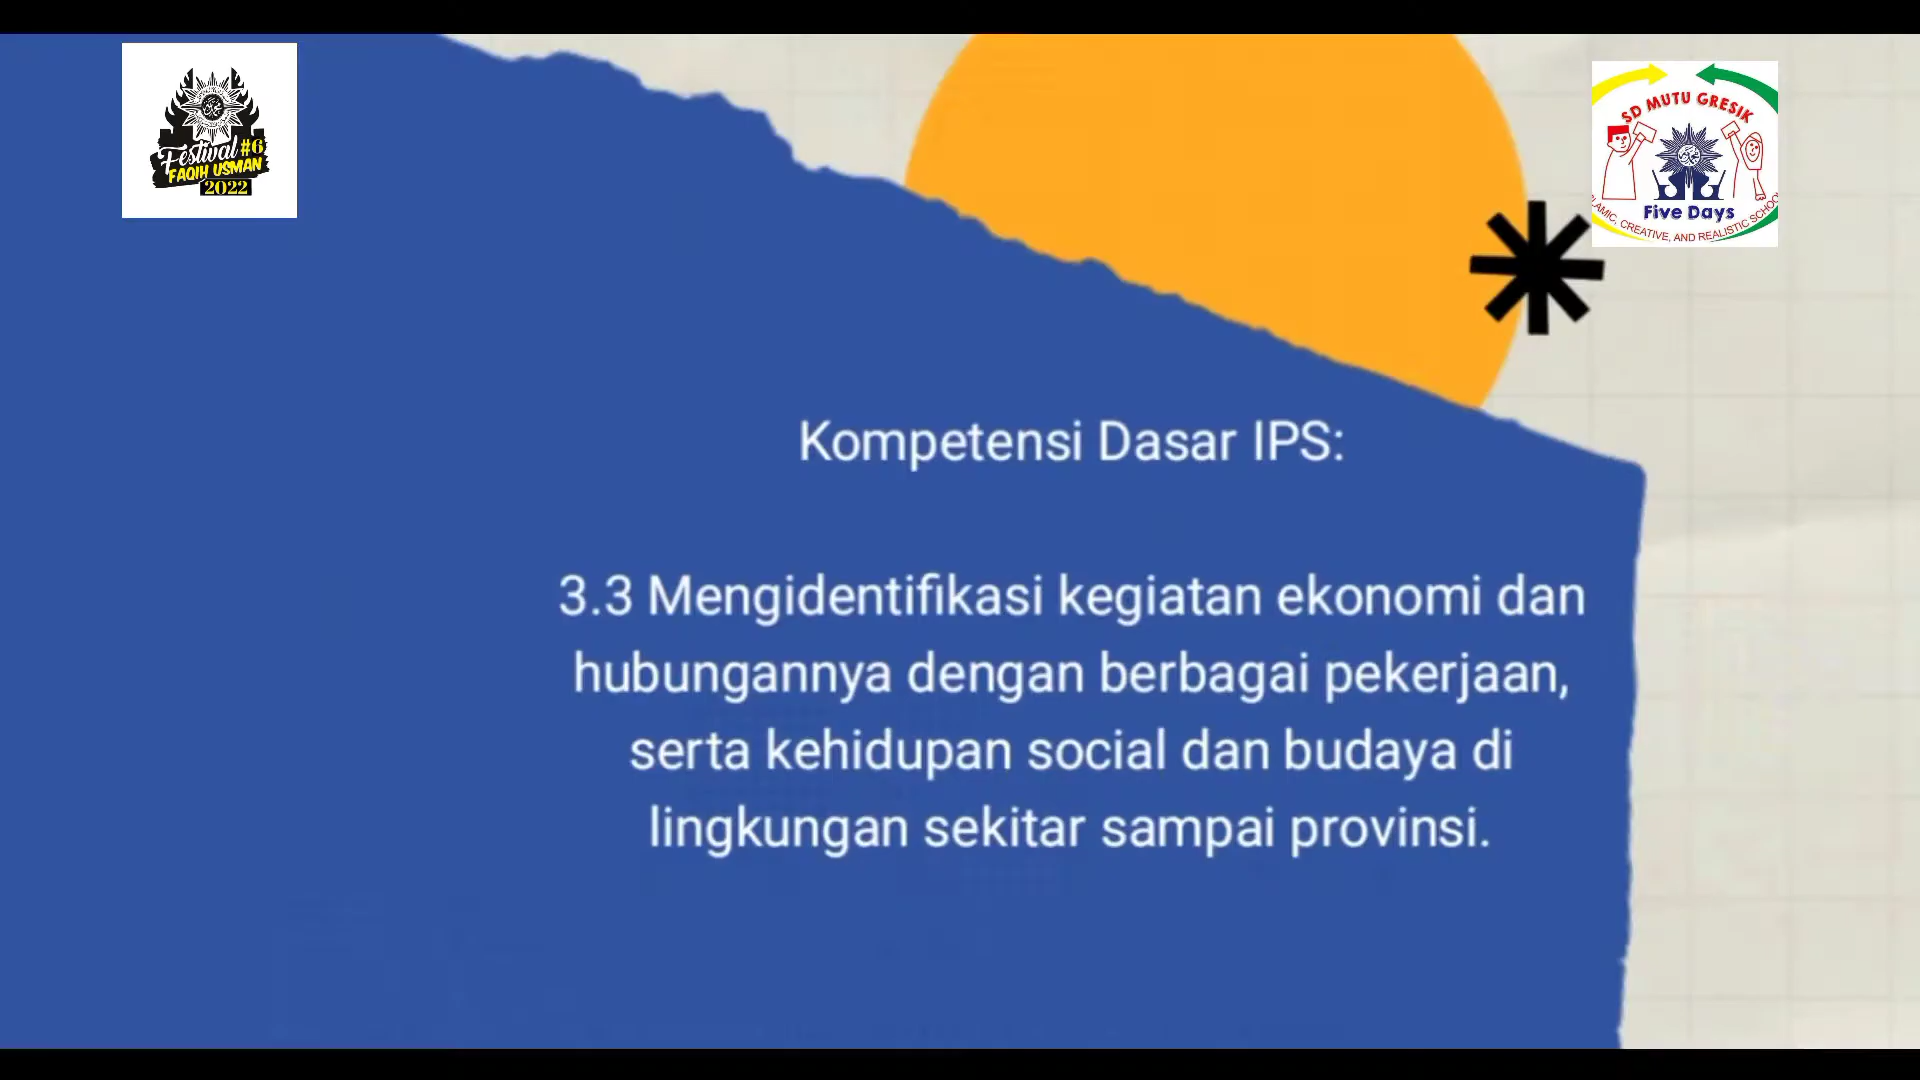 Festival #6
FAQIH USMAN
2022
SD MUTU GRESIK
Five Days
ISLAMIC, CREATIVE, AND REALISTIC SCHOOL
Kompetensi Dasar IPS:
3.3 Mengidentifikasi kegiatan ekonomi dan
hubungannya dengan berbagai pekerjaan,
serta kehidupan social dan budaya di
lingkungan sekitar sampai provinsi.